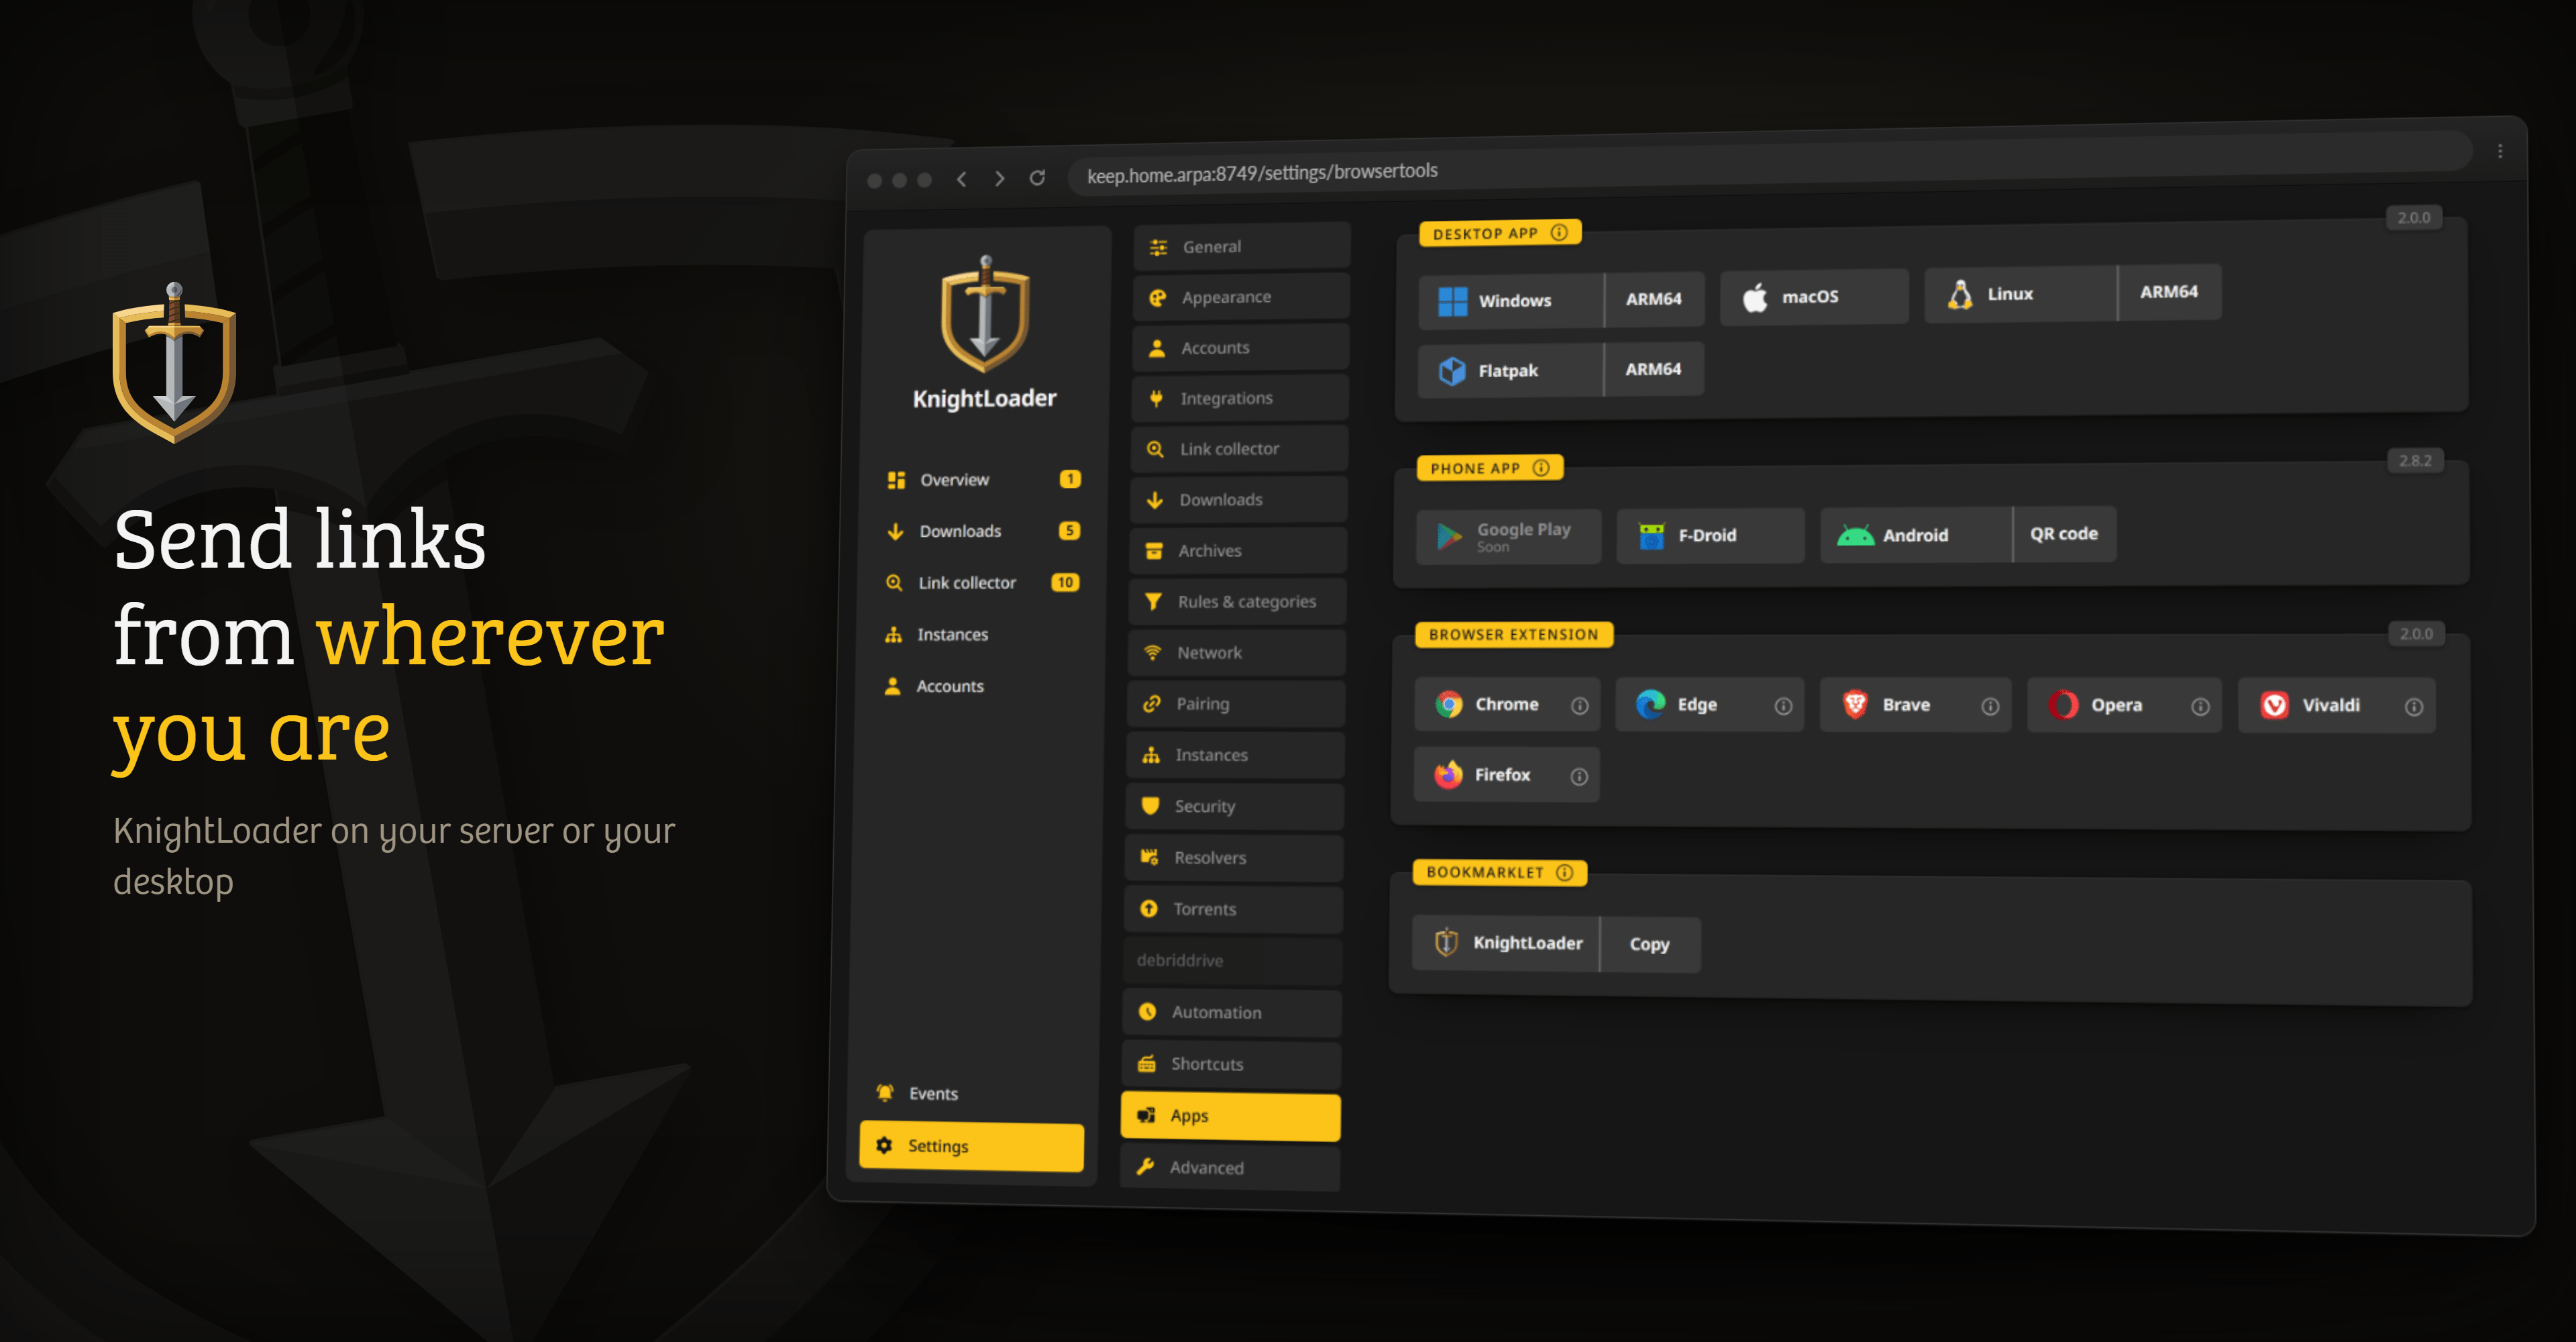 Send links
from wherever
you are
KnightLoader on your server or your
desktop
keep.home.arpa:8749/settings/browsertools
KnightLoader
Overview 1
Downloads 5
Link collector 10
Instances
Accounts
Events
Settings
General
Appearance
Accounts
Integrations
Link collector
Downloads
Archives
Rules & categories
Network
Pairing
Instances
Security
Resolvers
Torrents
debriddrive
Automation
Shortcuts
Apps
Advanced
DESKTOP APP 2.0.0
Windows ARM64 macOS Linux ARM64
Flatpak ARM64
PHONE APP 2.8.2
Google Play F-Droid Android QR code
Soon
BROWSER EXTENSION 2.0.0
Chrome Edge Brave Opera Vivaldi
Firefox
BOOKMARKLET
KnightLoader Copy